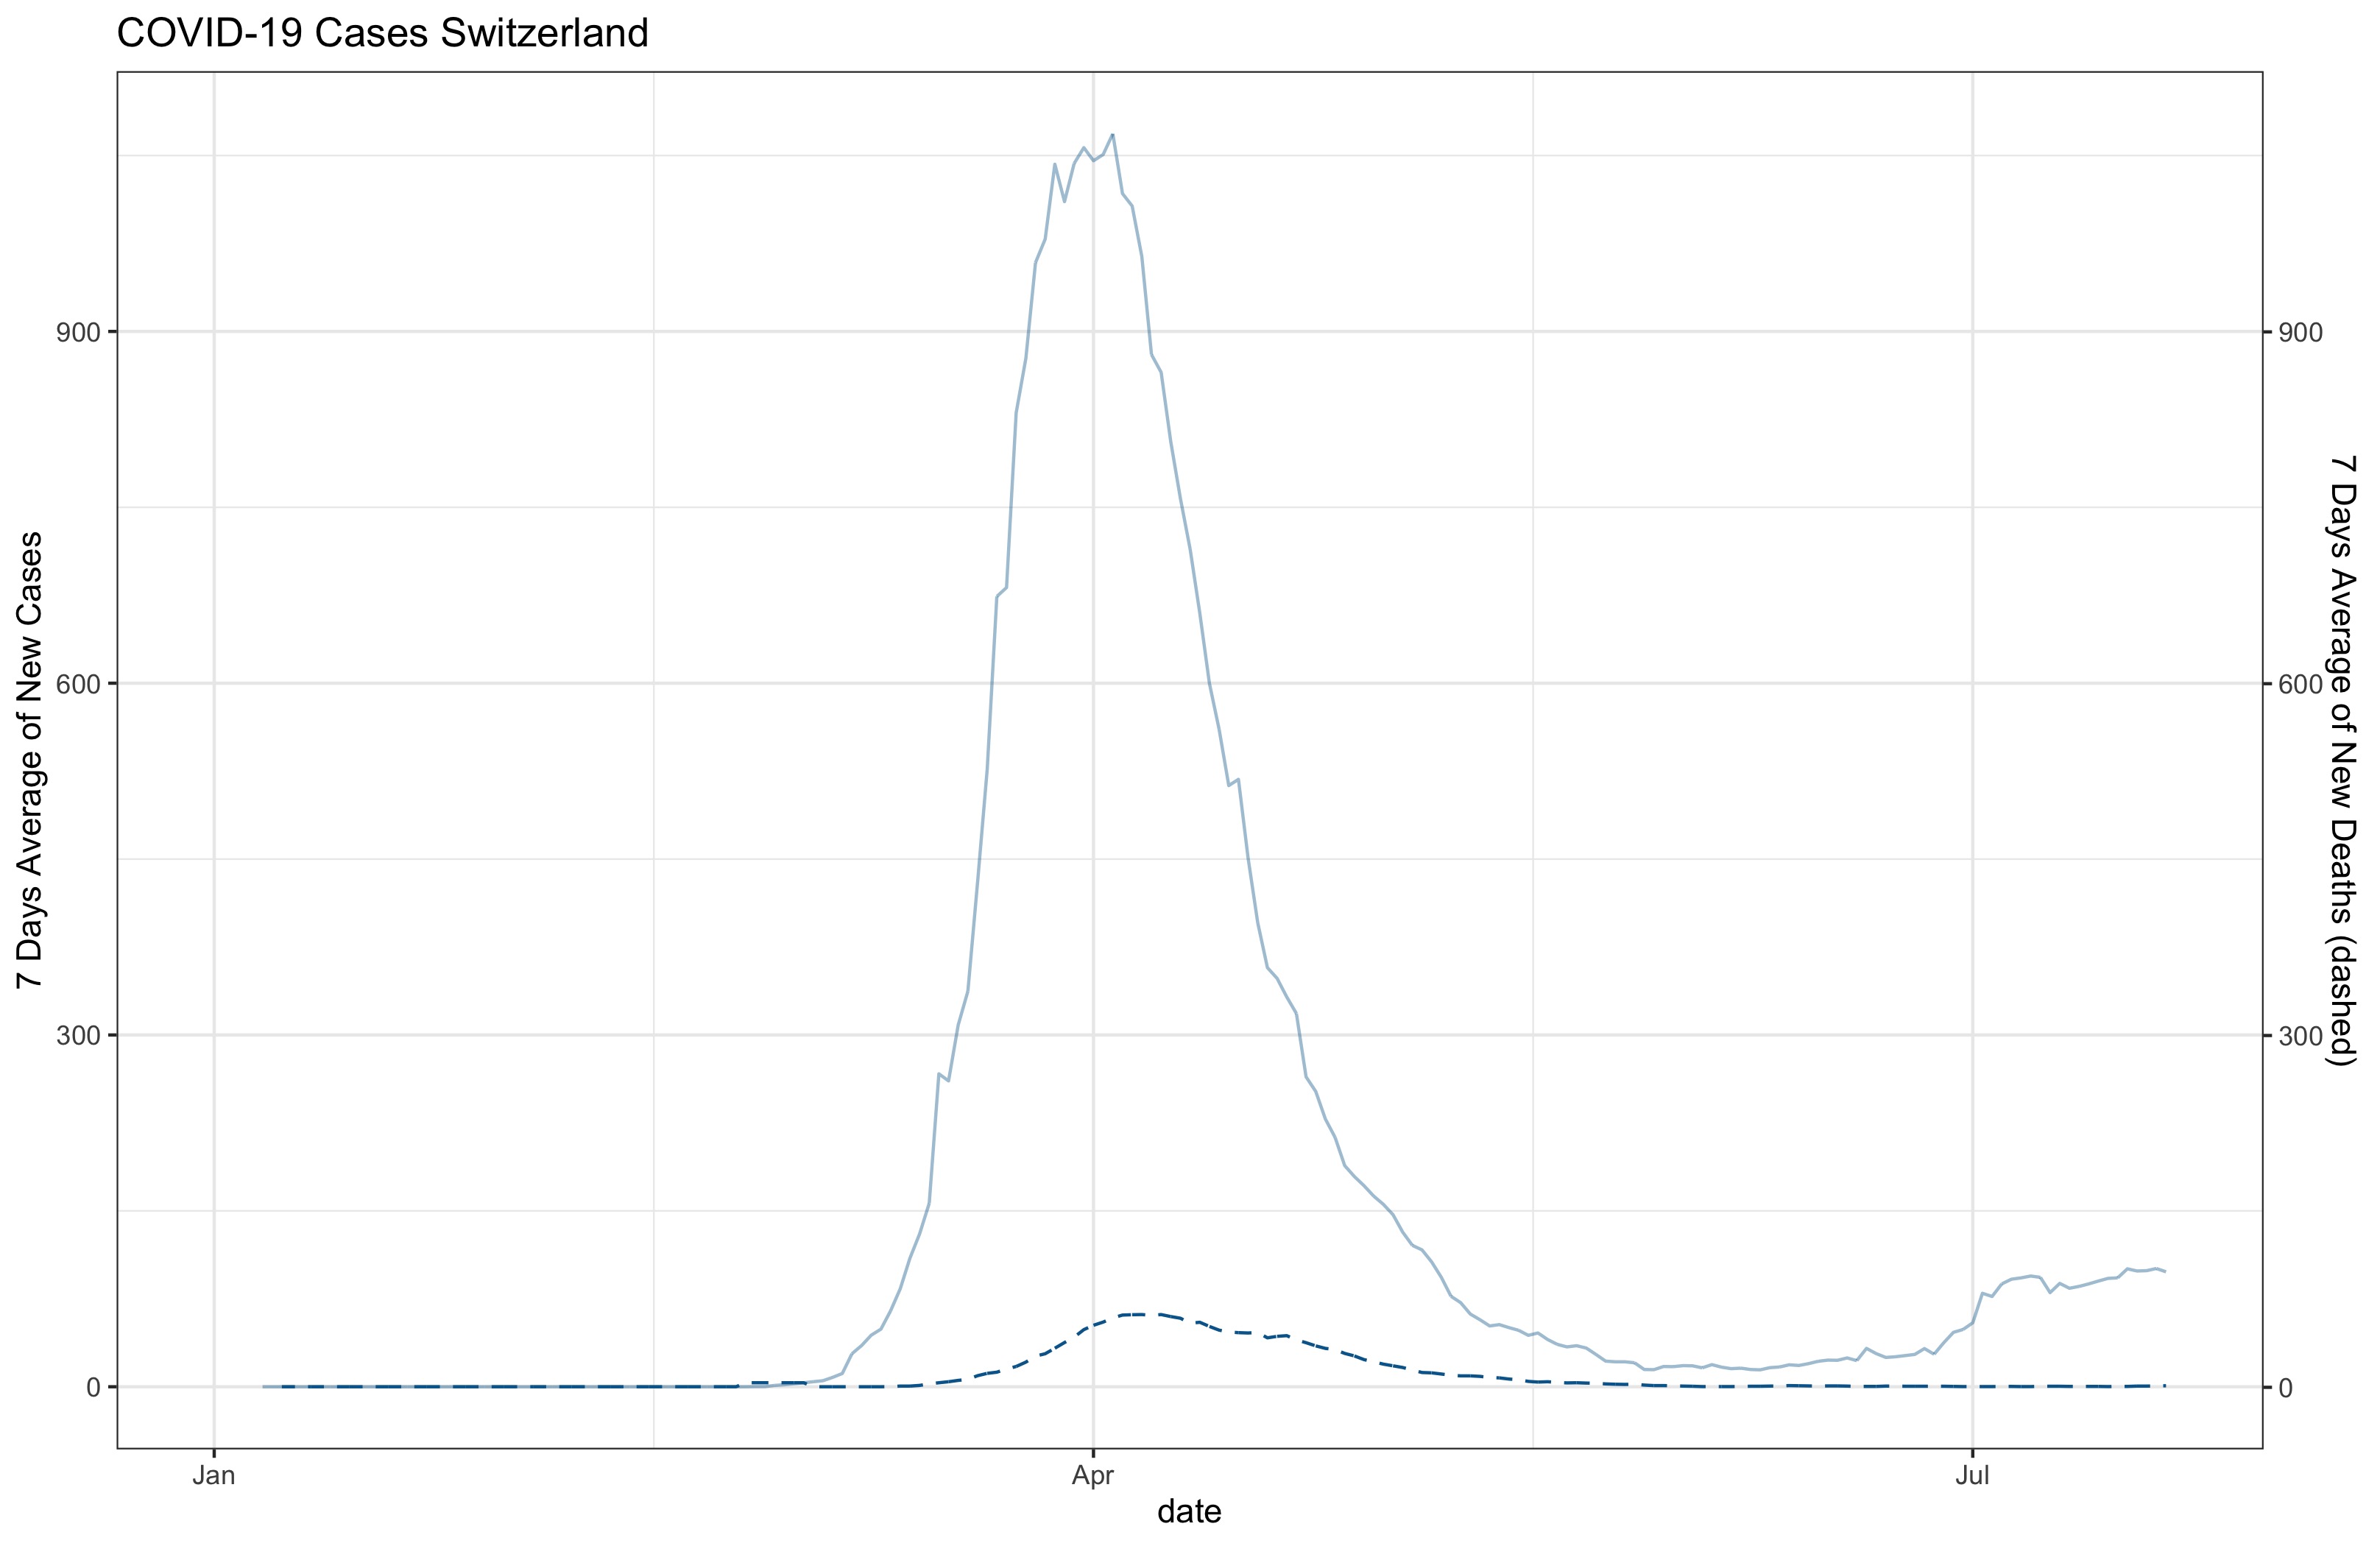 COVID-19 Cases Switzerland
7 Days Average of New Cases
900
600
300
0
900
600
300
0
7 Days Average of New Deaths (dashed)
Jan
Apr
Jul
date